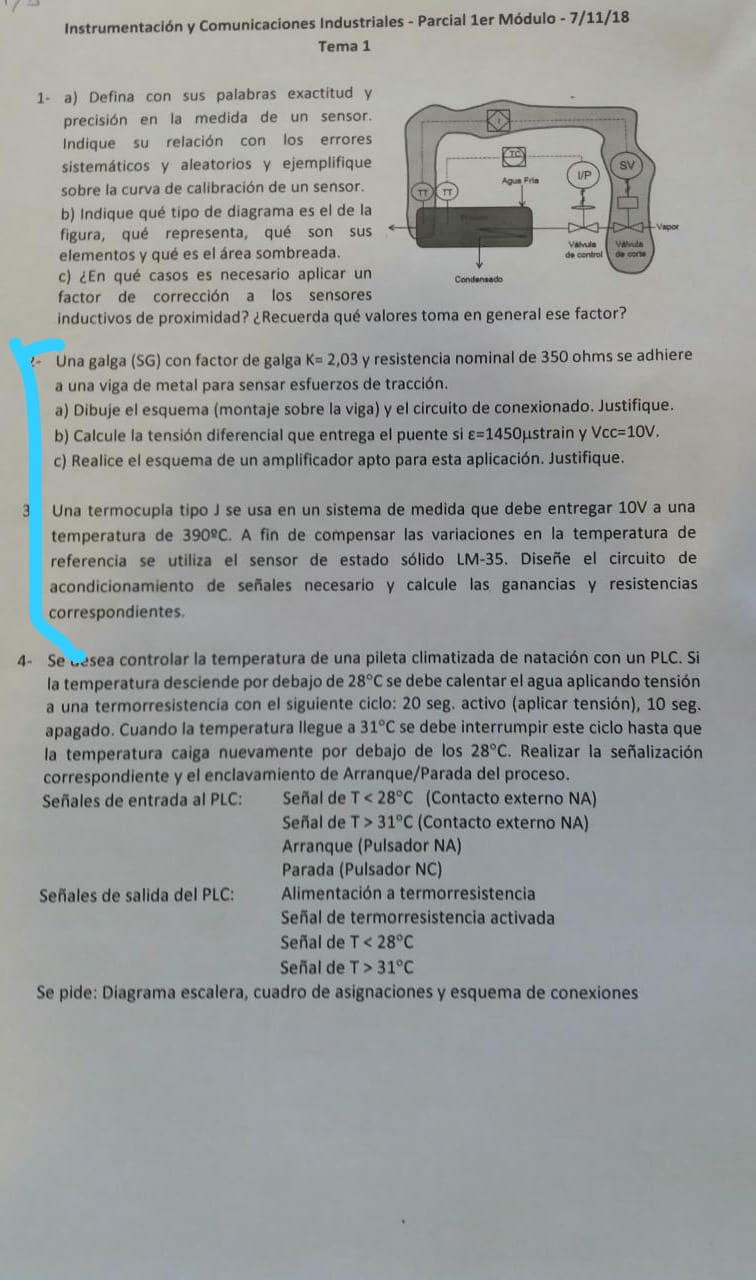 Instrumentación y Comunicaciones Industriales - Parcial 1er Módulo - 7/11/18
Tema 1
1- a) Defina con sus palabras exactitud y
precisión en la medida de un sensor.
Indique su relación con los errores
sistemáticos y aleatorios y ejemplifique
sobre la curva de calibración de un sensor.
b) Indique qué tipo de diagrama es el de la
figura, qué representa, qué son sus
elementos y qué es el área sombreada.
c) ¿En qué casos es necesario aplicar un
factor de corrección a los sensores
inductivos de proximidad? ¿Recuerda qué valores toma en general ese factor?
I
TC
SV
I/P
Agua Fría
TT
TT
Vapor
Válvula
de control
Válvula
de corte
Condensado
2- Una galga (SG) con factor de galga K= 2,03 y resistencia nominal de 350 ohms se adhiere
a una viga de metal para sensar esfuerzos de tracción.
a) Dibuje el esquema (montaje sobre la viga) y el circuito de conexionado. Justifique.
b) Calcule la tensión diferencial que entrega el puente si ε=1450μstrain y Vcc=10V.
c) Realice el esquema de un amplificador apto para esta aplicación. Justifique.
3 Una termocupla tipo J se usa en un sistema de medida que debe entregar 10V a una
temperatura de 390ºC. A fin de compensar las variaciones en la temperatura de
referencia se utiliza el sensor de estado sólido LM-35. Diseñe el circuito de
acondicionamiento de señales necesario y calcule las ganancias y resistencias
correspondientes.
4- Se desea controlar la temperatura de una pileta climatizada de natación con un PLC. Si
la temperatura desciende por debajo de 28°C se debe calentar el agua aplicando tensión
a una termorresistencia con el siguiente ciclo: 20 seg. activo (aplicar tensión), 10 seg.
apagado. Cuando la temperatura llegue a 31°C se debe interrumpir este ciclo hasta que
la temperatura caiga nuevamente por debajo de los 28°C. Realizar la señalización
correspondiente y el enclavamiento de Arranque/Parada del proceso.
Señales de entrada al PLC: Señal de T < 28°C (Contacto externo NA)
Señal de T > 31°C (Contacto externo NA)
Arranque (Pulsador NA)
Parada (Pulsador NC)
Señales de salida del PLC: Alimentación a termorresistencia
Señal de termorresistencia activada
Señal de T < 28°C
Señal de T > 31°C
Se pide: Diagrama escalera, cuadro de asignaciones y esquema de conexiones